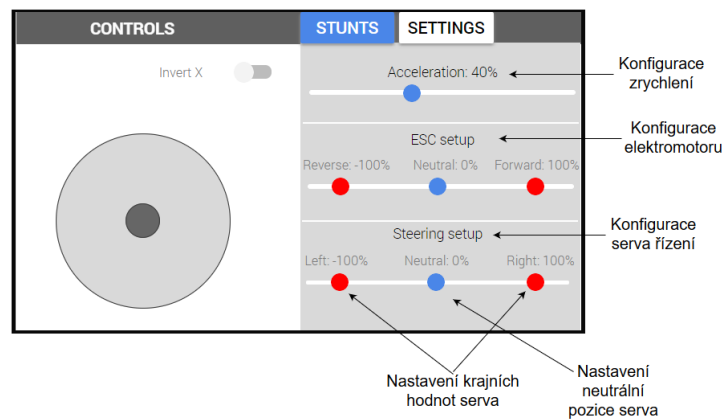 CONTROLS
STUNTS
SETTINGS
Invert X
Acceleration: 40%
ESC setup
Reverse: -100%
Neutral: 0%
Forward: 100%
Steering setup
Left: -100%
Neutral: 0%
Right: 100%
Konfigurace
zrychlení
Konfigurace
elektromotoru
Konfigurace
serva řízení
Nastavení krajních
hodnot serva
Nastavení
neutrální
pozice serva